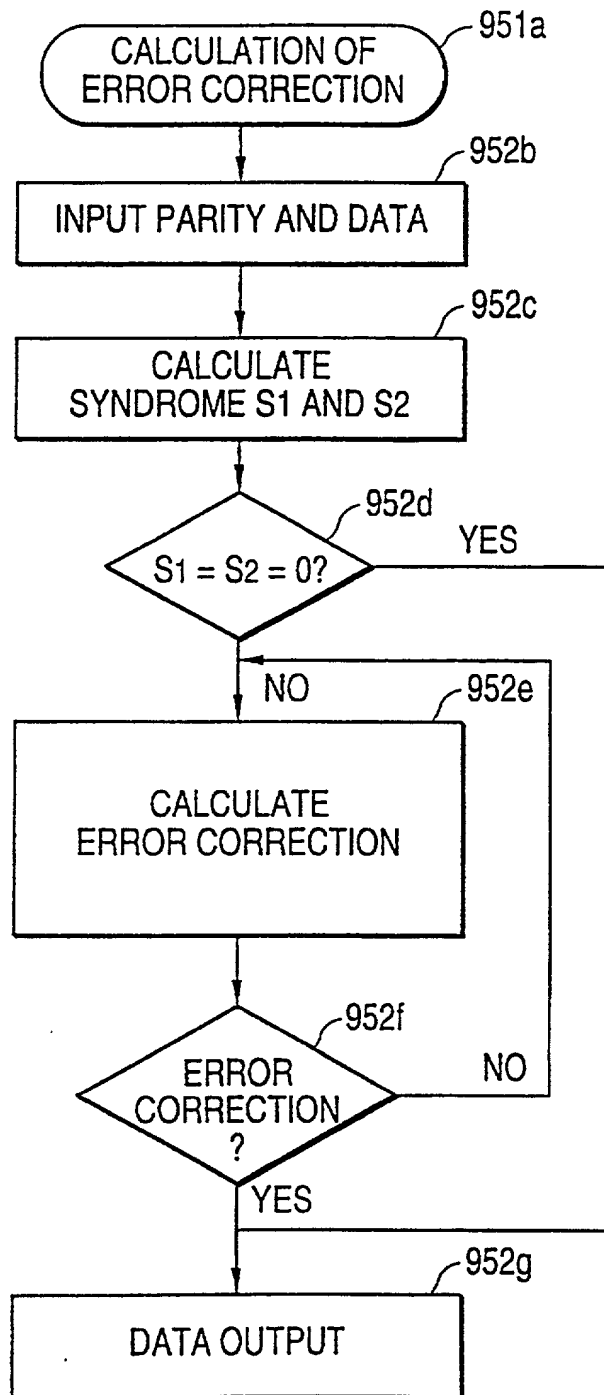 951a
CALCULATION OF
ERROR CORRECTION
952b
INPUT PARITY AND DATA
952c
CALCULATE
SYNDROME S1 AND S2
952d
YES
S1 = S2 = 0?
NO
952e
CALCULATE
ERROR CORRECTION
952f
ERROR
CORRECTION
?
NO
YES
952g
DATA OUTPUT